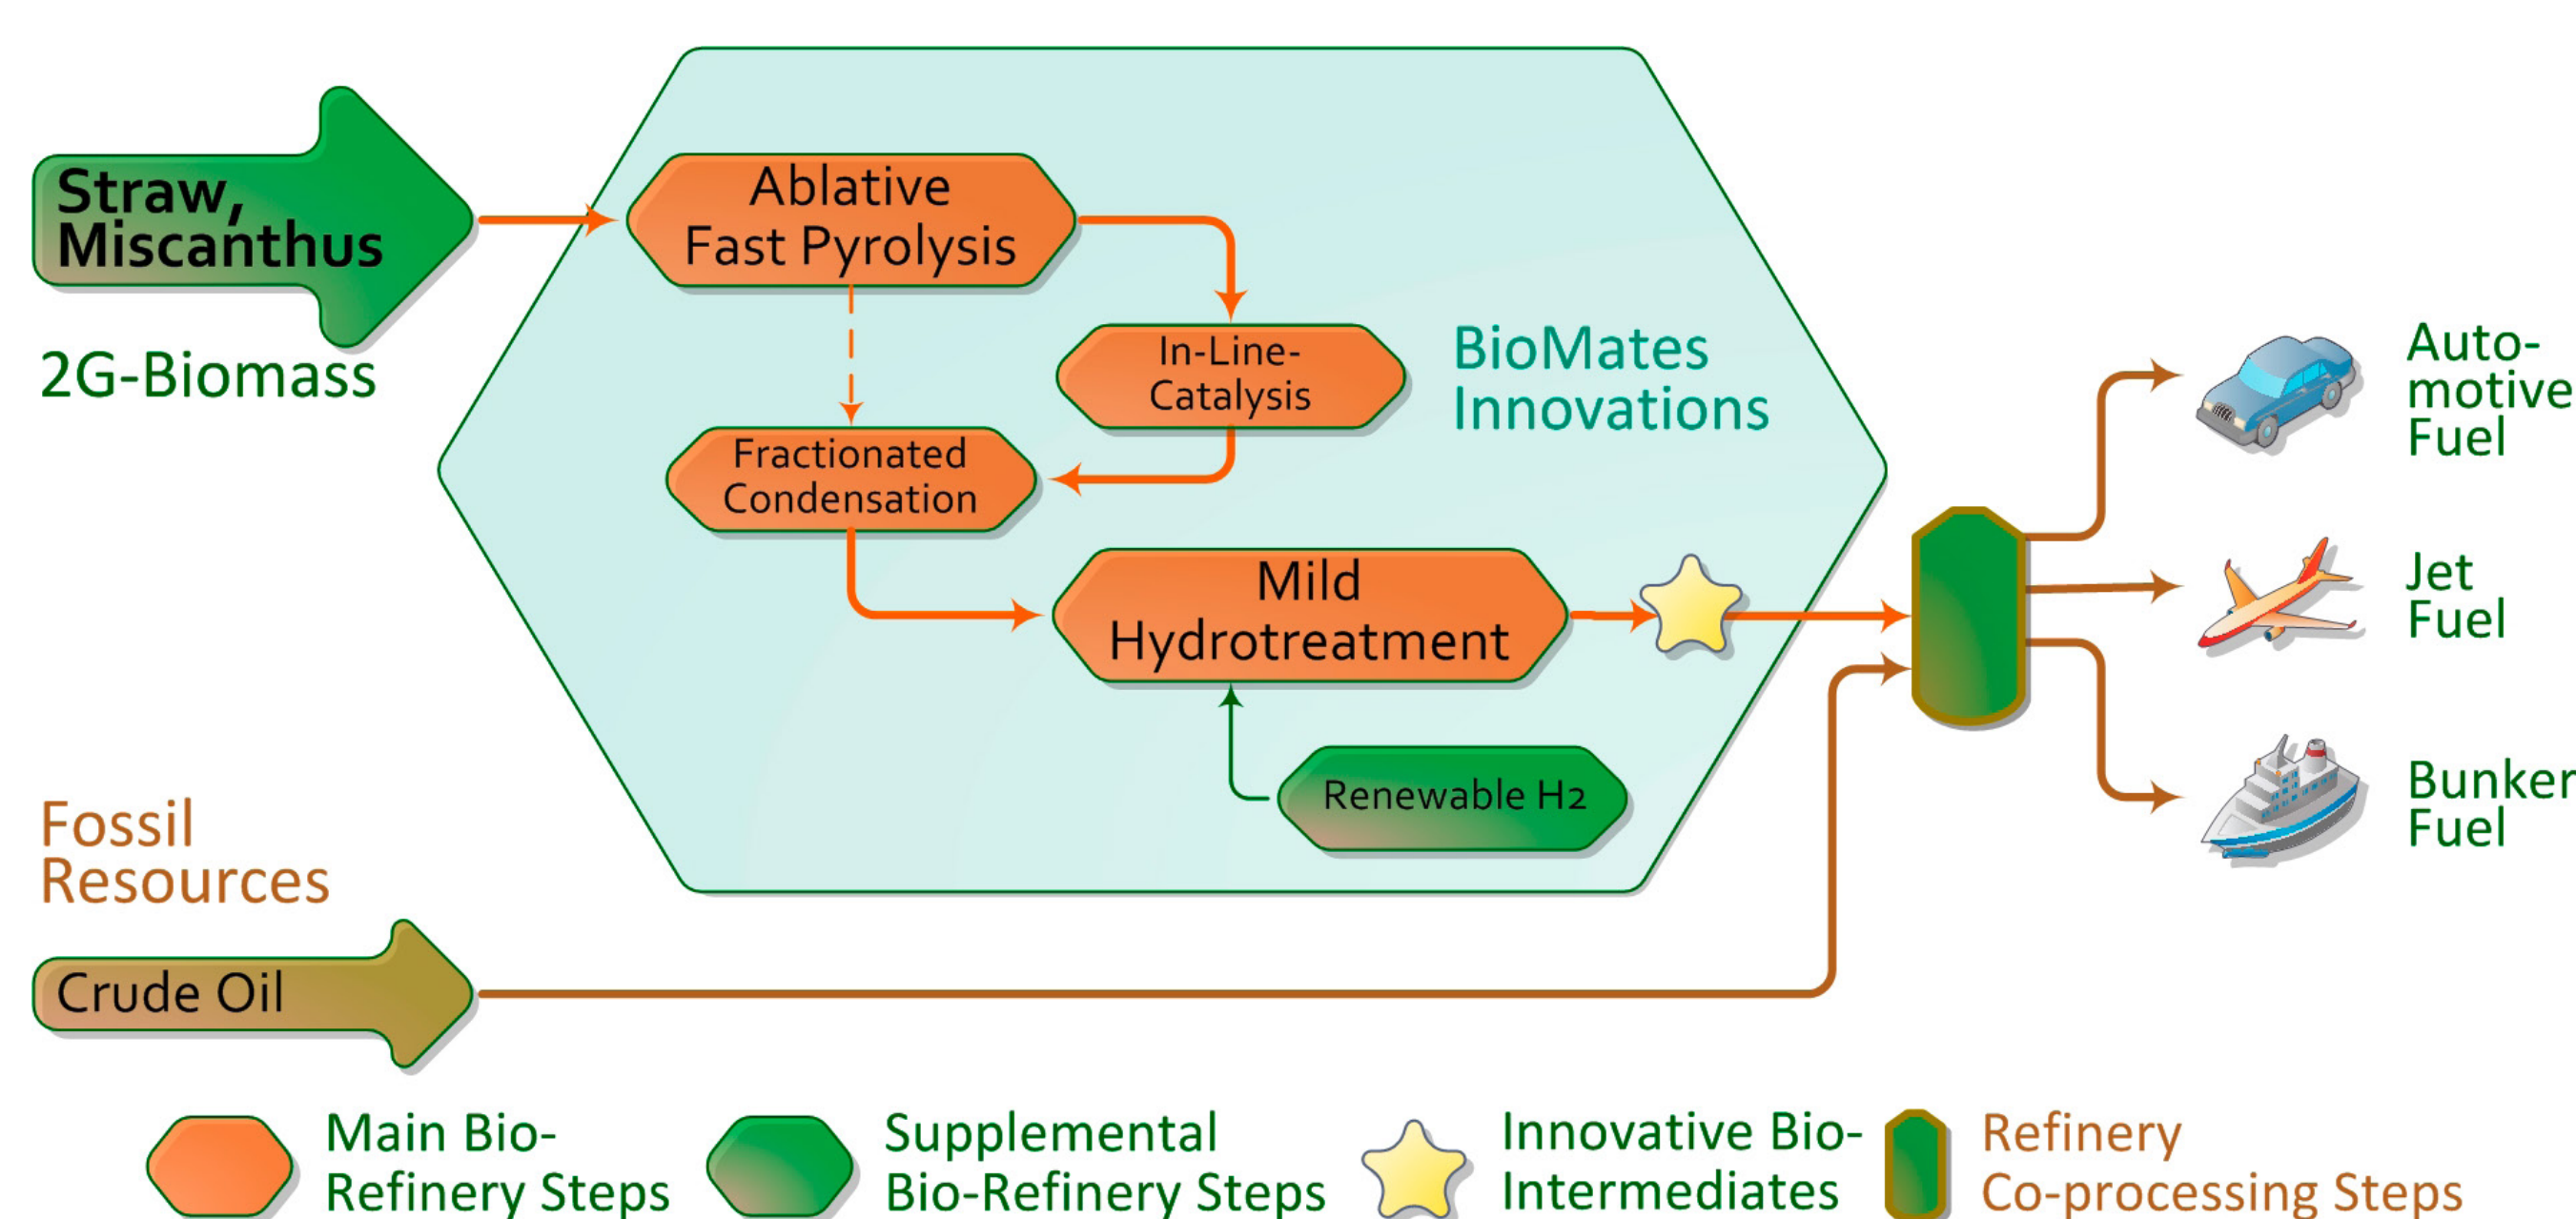 Straw,
Miscanthus
2G-Biomass
Ablative
Fast Pyrolysis
In-Line-
Catalysis
BioMates
Innovations
Fractionated
Condensation
Mild
Hydrotreatment
Renewable H2
Auto-
motive
Fuel
Jet
Fuel
Bunker
Fuel
Fossil
Resources
Crude Oil
Main Bio-
Refinery Steps
Supplemental
Bio-Refinery Steps
Innovative Bio-
Intermediates
Refinery
Co-processing Steps